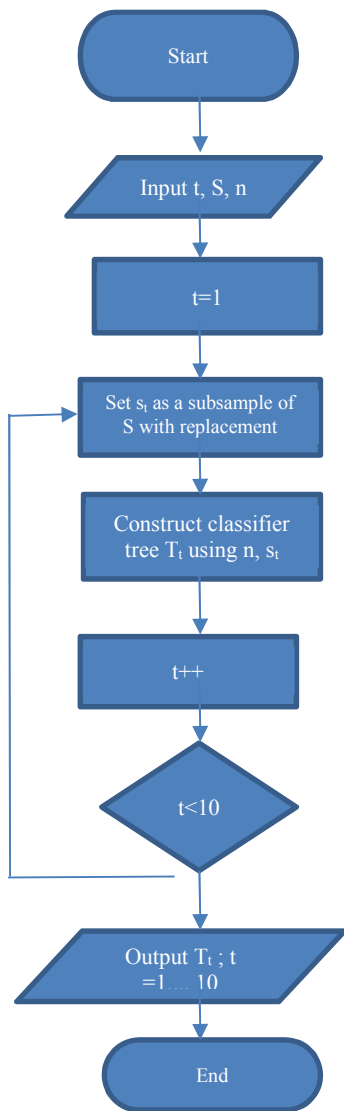 Start
Input t, S, n
t=1
Set sₜ as a subsample of
S with replacement
Construct classifier
tree Tₜ using n, sₜ
t++
t<10
Output Tₜ ; t
=1,... 10
End